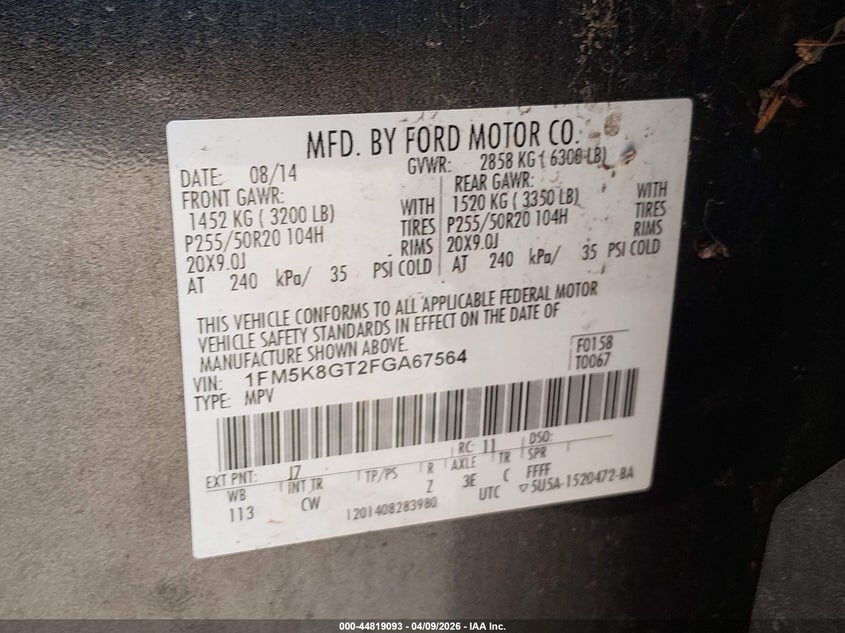 MFD. BY FORD MOTOR CO.
DATE: 08/14 GVWR: 2858 KG ( 6300 LB)
FRONT GAWR: REAR GAWR:
1452 KG ( 3200 LB) WITH 1520 KG ( 3350 LB) WITH
P255/50R20 104H TIRES P255/50R20 104H TIRES
20X9.0J RIMS 20X9.0J RIMS
AT 240 kPa/ 35 PSI COLD AT 240 kPa/ 35 PSI COLD
THIS VEHICLE CONFORMS TO ALL APPLICABLE FEDERAL MOTOR
VEHICLE SAFETY STANDARDS IN EFFECT ON THE DATE OF
MANUFACTURE SHOWN ABOVE.
VIN: 1FM5K8GT2FGA67564 F0158
TYPE: MPV T0067
EXT PNT: J7 RC: 11 DSO:
WB INT TR TP/PS R AXLE TR SPR
113 CW Z 3E C FFFF
1201408283980 UTC ▽5U5A-1520472-BA
000-44819093 - 04/09/2026 - IAA Inc.